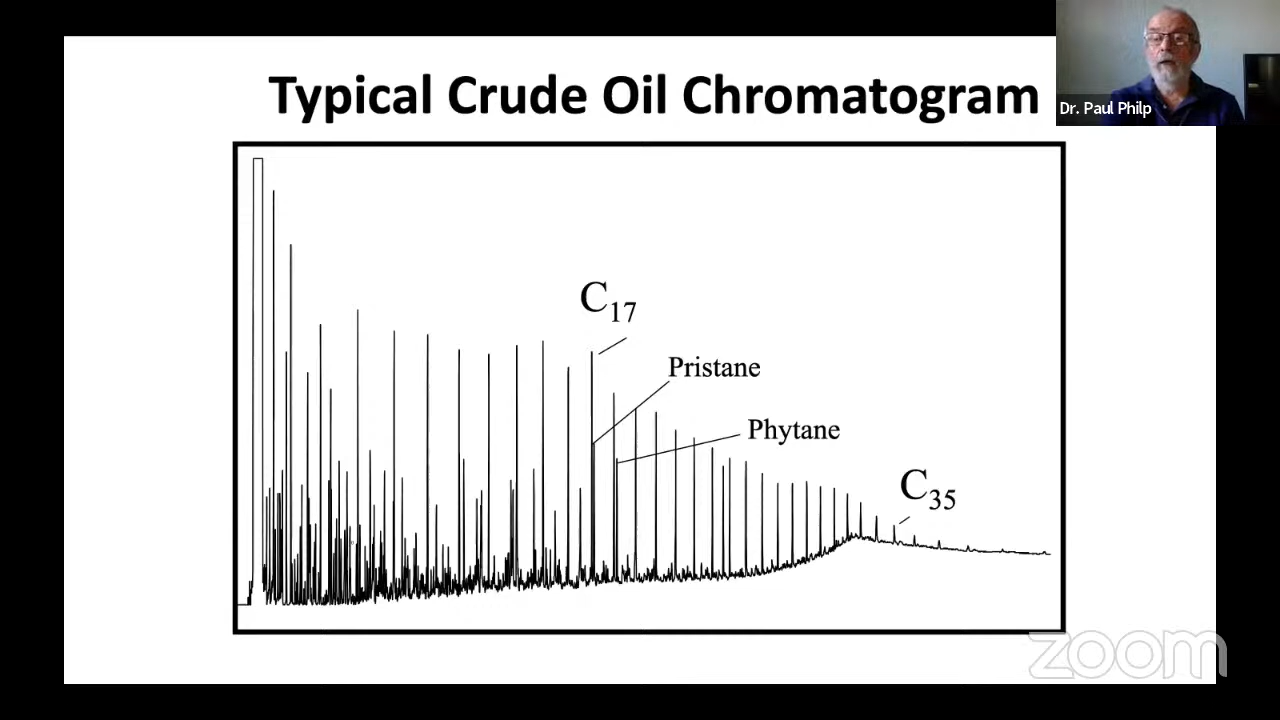 Typical Crude Oil Chromatogram
Dr. Paul Philp
C17
Pristane
Phytane
C35
zoom